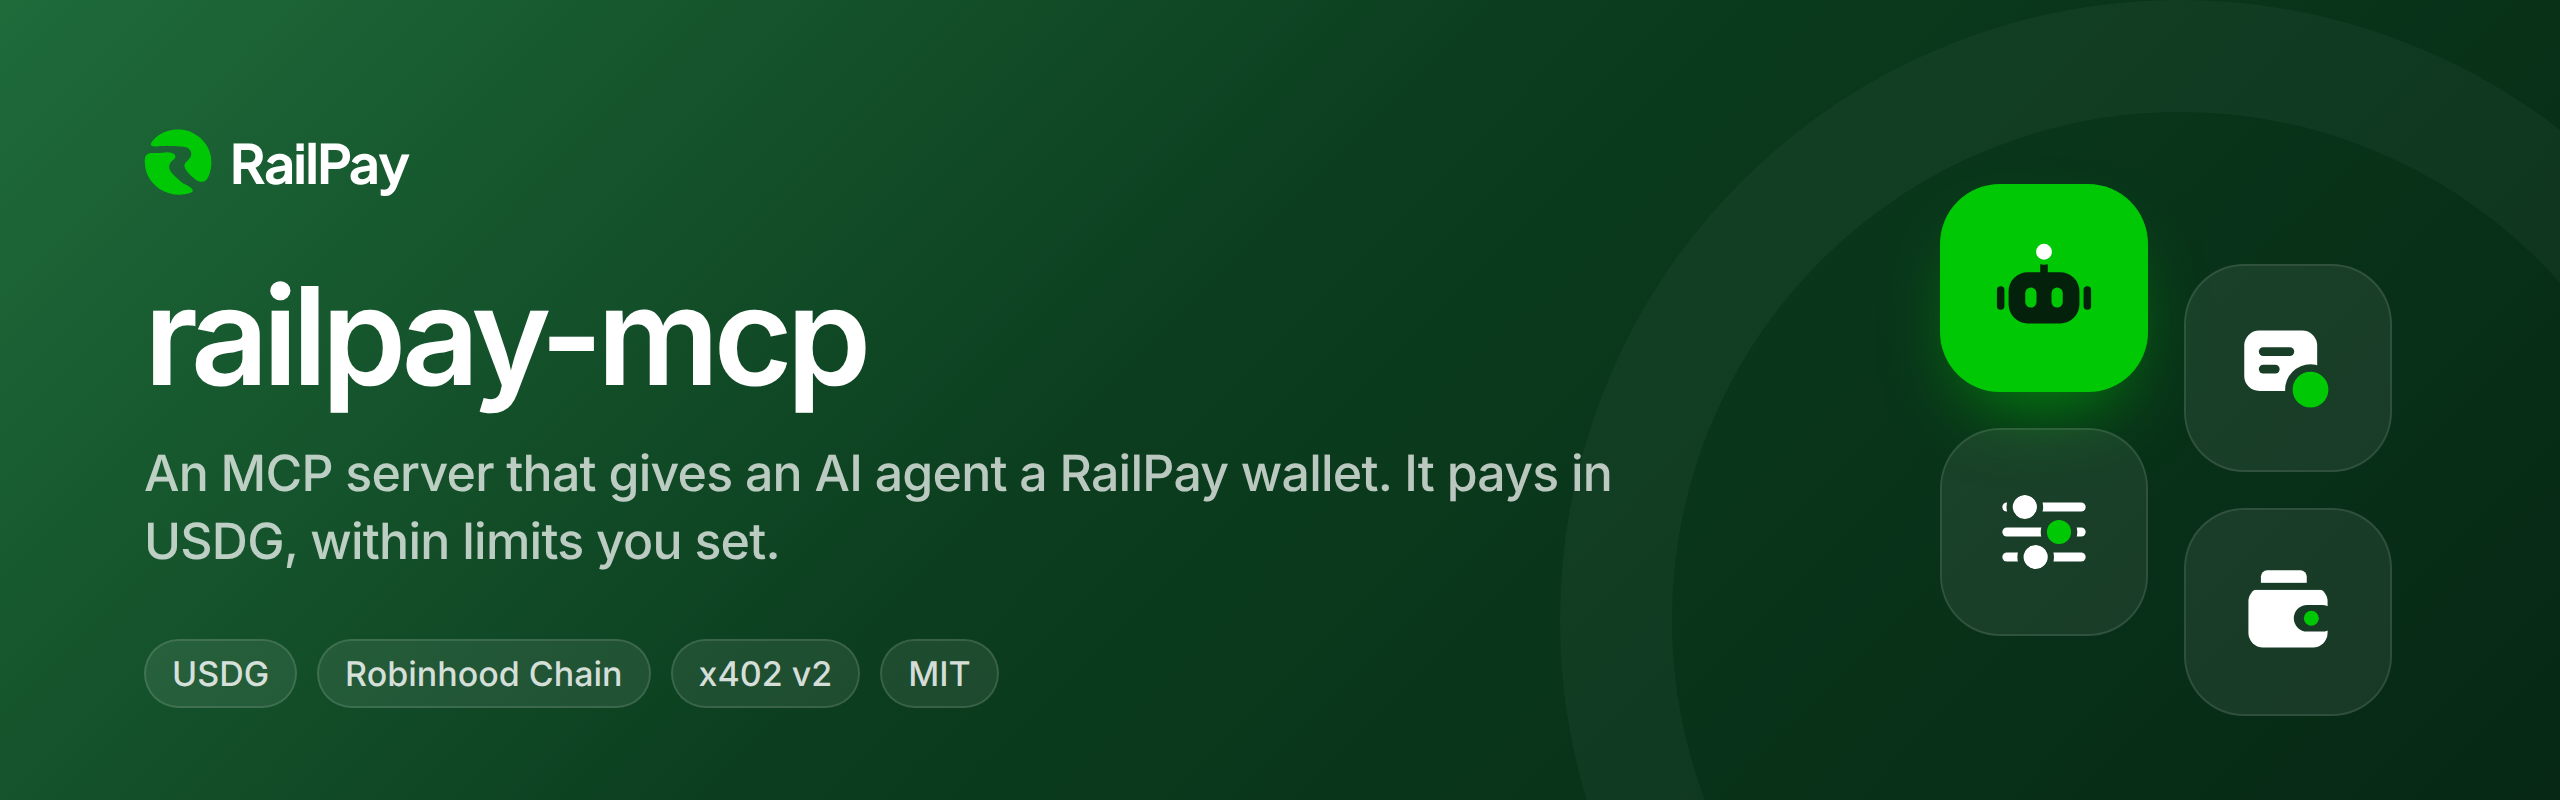 RailPay
railpay-mcp
An MCP server that gives an AI agent a RailPay wallet. It pays in
USDG, within limits you set.
USDG
Robinhood Chain
x402 v2
MIT